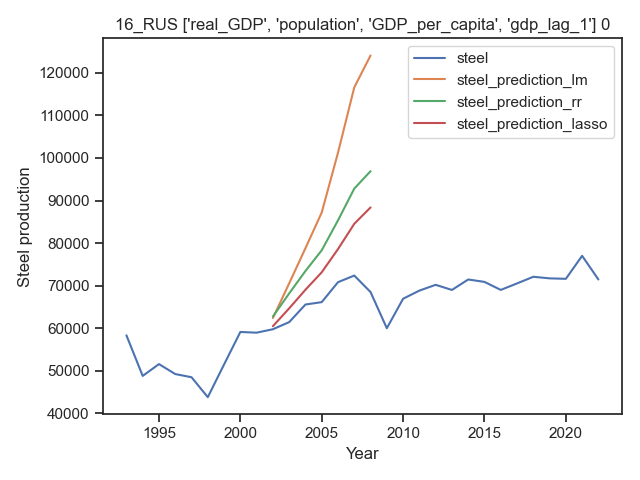 16_RUS ['real_GDP', 'population', 'GDP_per_capita', 'gdp_lag_1'] 0
steel
steel_prediction_lm
steel_prediction_rr
steel_prediction_lasso
Steel production
120000
110000
100000
90000
80000
70000
60000
50000
40000
1995 2000 2005 2010 2015 2020
Year